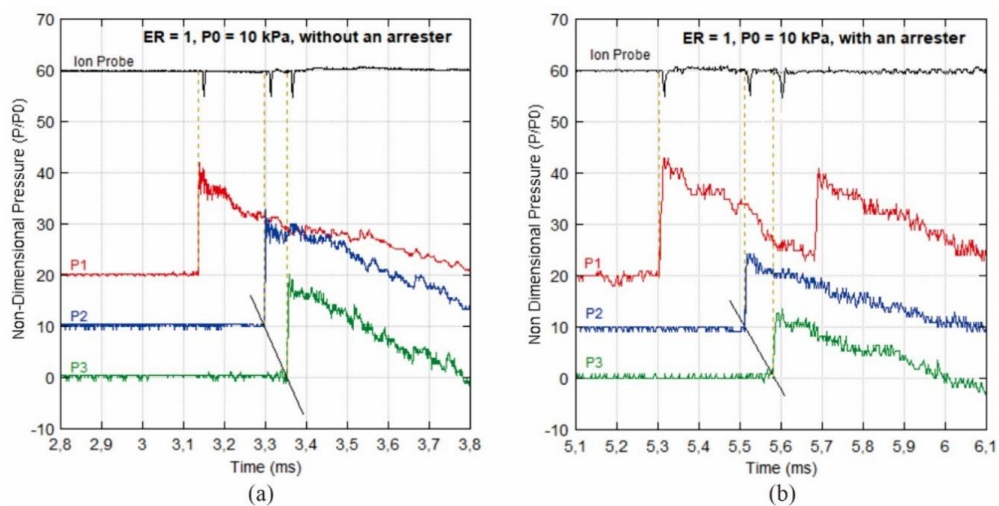 ER = 1, P0 = 10 kPa, without an arrester
Ion Probe
Non-Dimensional Pressure (P/P0)
70
60
50
40
30
20
10
0
-10
P1
P2
P3
2,8 2,9 3 3,1 3,2 3,3 3,4 3,5 3,6 3,7 3,8
Time (ms)
(a)
ER = 1, P0 = 10 kPa, with an arrester
Ion Probe
Non Dimensional Pressure (P/P0)
70
60
50
40
30
20
10
0
-10
P1
P2
P3
5,1 5,2 5,3 5,4 5,5 5,6 5,7 5,8 5,9 6 6,1
Time (ms)
(b)